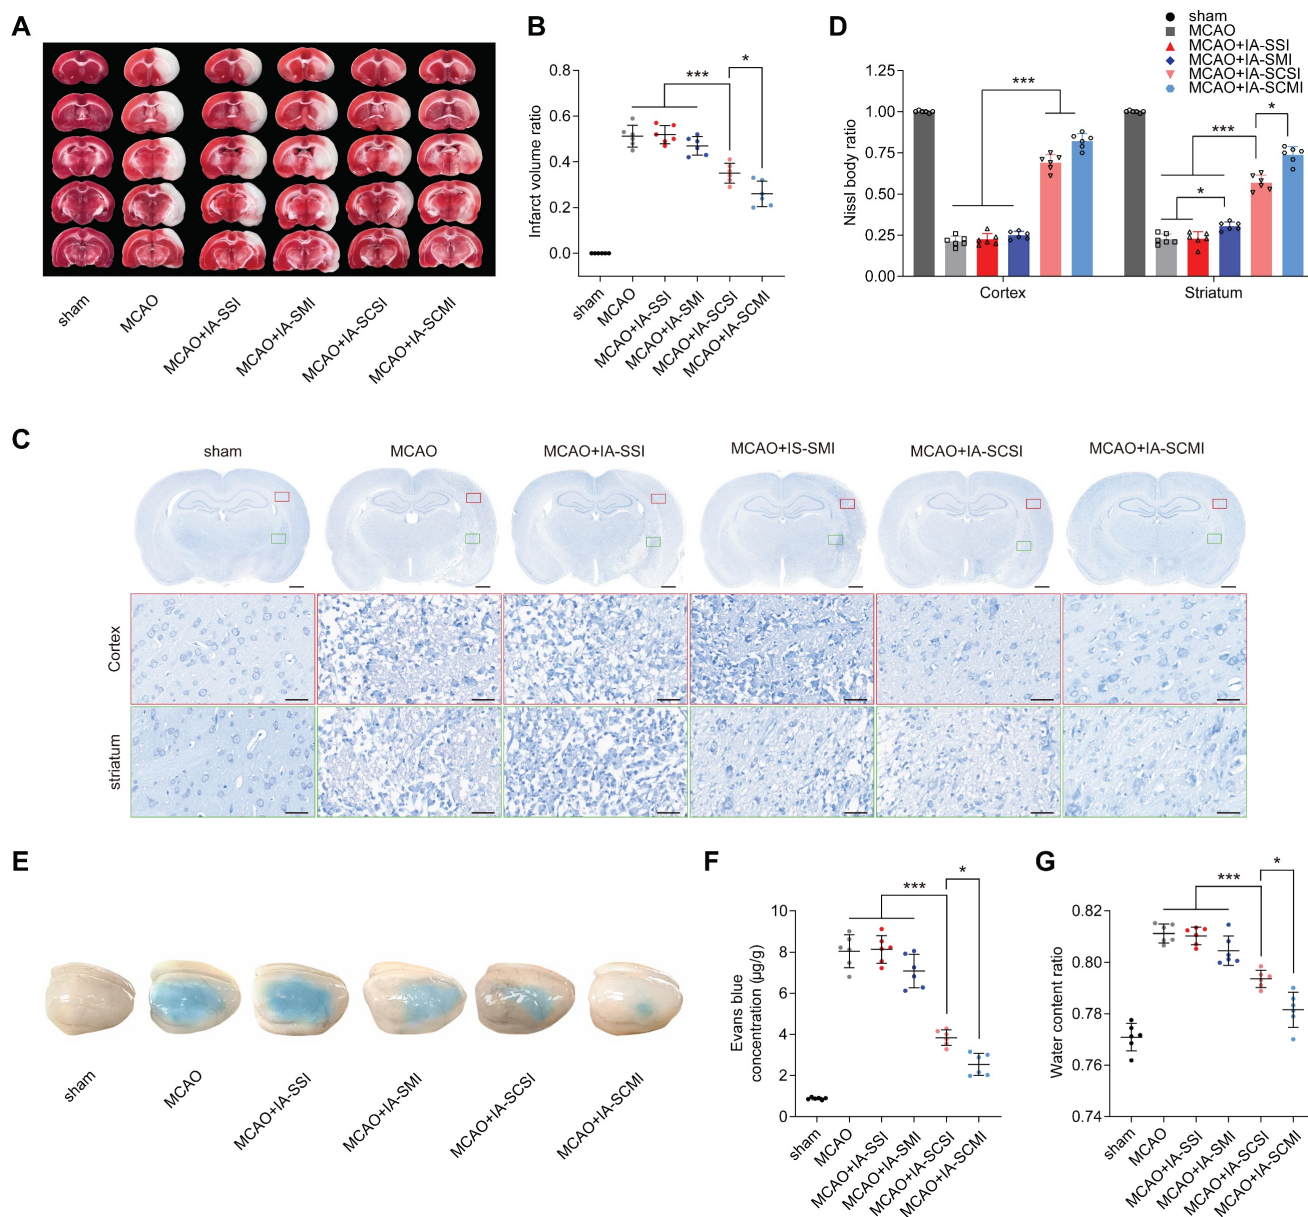 A
sham
MCAO
MCAO+IA-SSI
MCAO+IA-SMI
MCAO+IA-SCSI
MCAO+IA-SCMI
B
Infarct volume ratio
0.8
0.6
0.4
0.2
0.0
***
*
sham
MCAO
MCAO+IA-SSI
MCAO+IA-SMI
MCAO+IA-SCSI
MCAO+IA-SCMI
D
sham
MCAO
MCAO+IA-SSI
MCAO+IA-SMI
MCAO+IA-SCSI
MCAO+IA-SCMI
Nissl body ratio
1.25
1.00
0.75
0.50
0.25
0.00
***
***
*
*
Cortex
Striatum
C
sham
MCAO
MCAO+IA-SSI
MCAO+IS-SMI
MCAO+IA-SCSI
MCAO+IA-SCMI
Cortex
striatum
E
sham
MCAO
MCAO+IA-SSI
MCAO+IA-SMI
MCAO+IA-SCSI
MCAO+IA-SCMI
F
Evans blue
concentration (μg/g)
10
8
6
4
2
0
***
*
sham
MCAO
MCAO+IA-SSI
MCAO+IA-SMI
MCAO+IA-SCSI
MCAO+IA-SCMI
G
Water content ratio
0.82
0.80
0.78
0.76
0.74
***
*
sham
MCAO
MCAO+IA-SSI
MCAO+IA-SMI
MCAO+IA-SCSI
MCAO+IA-SCMI